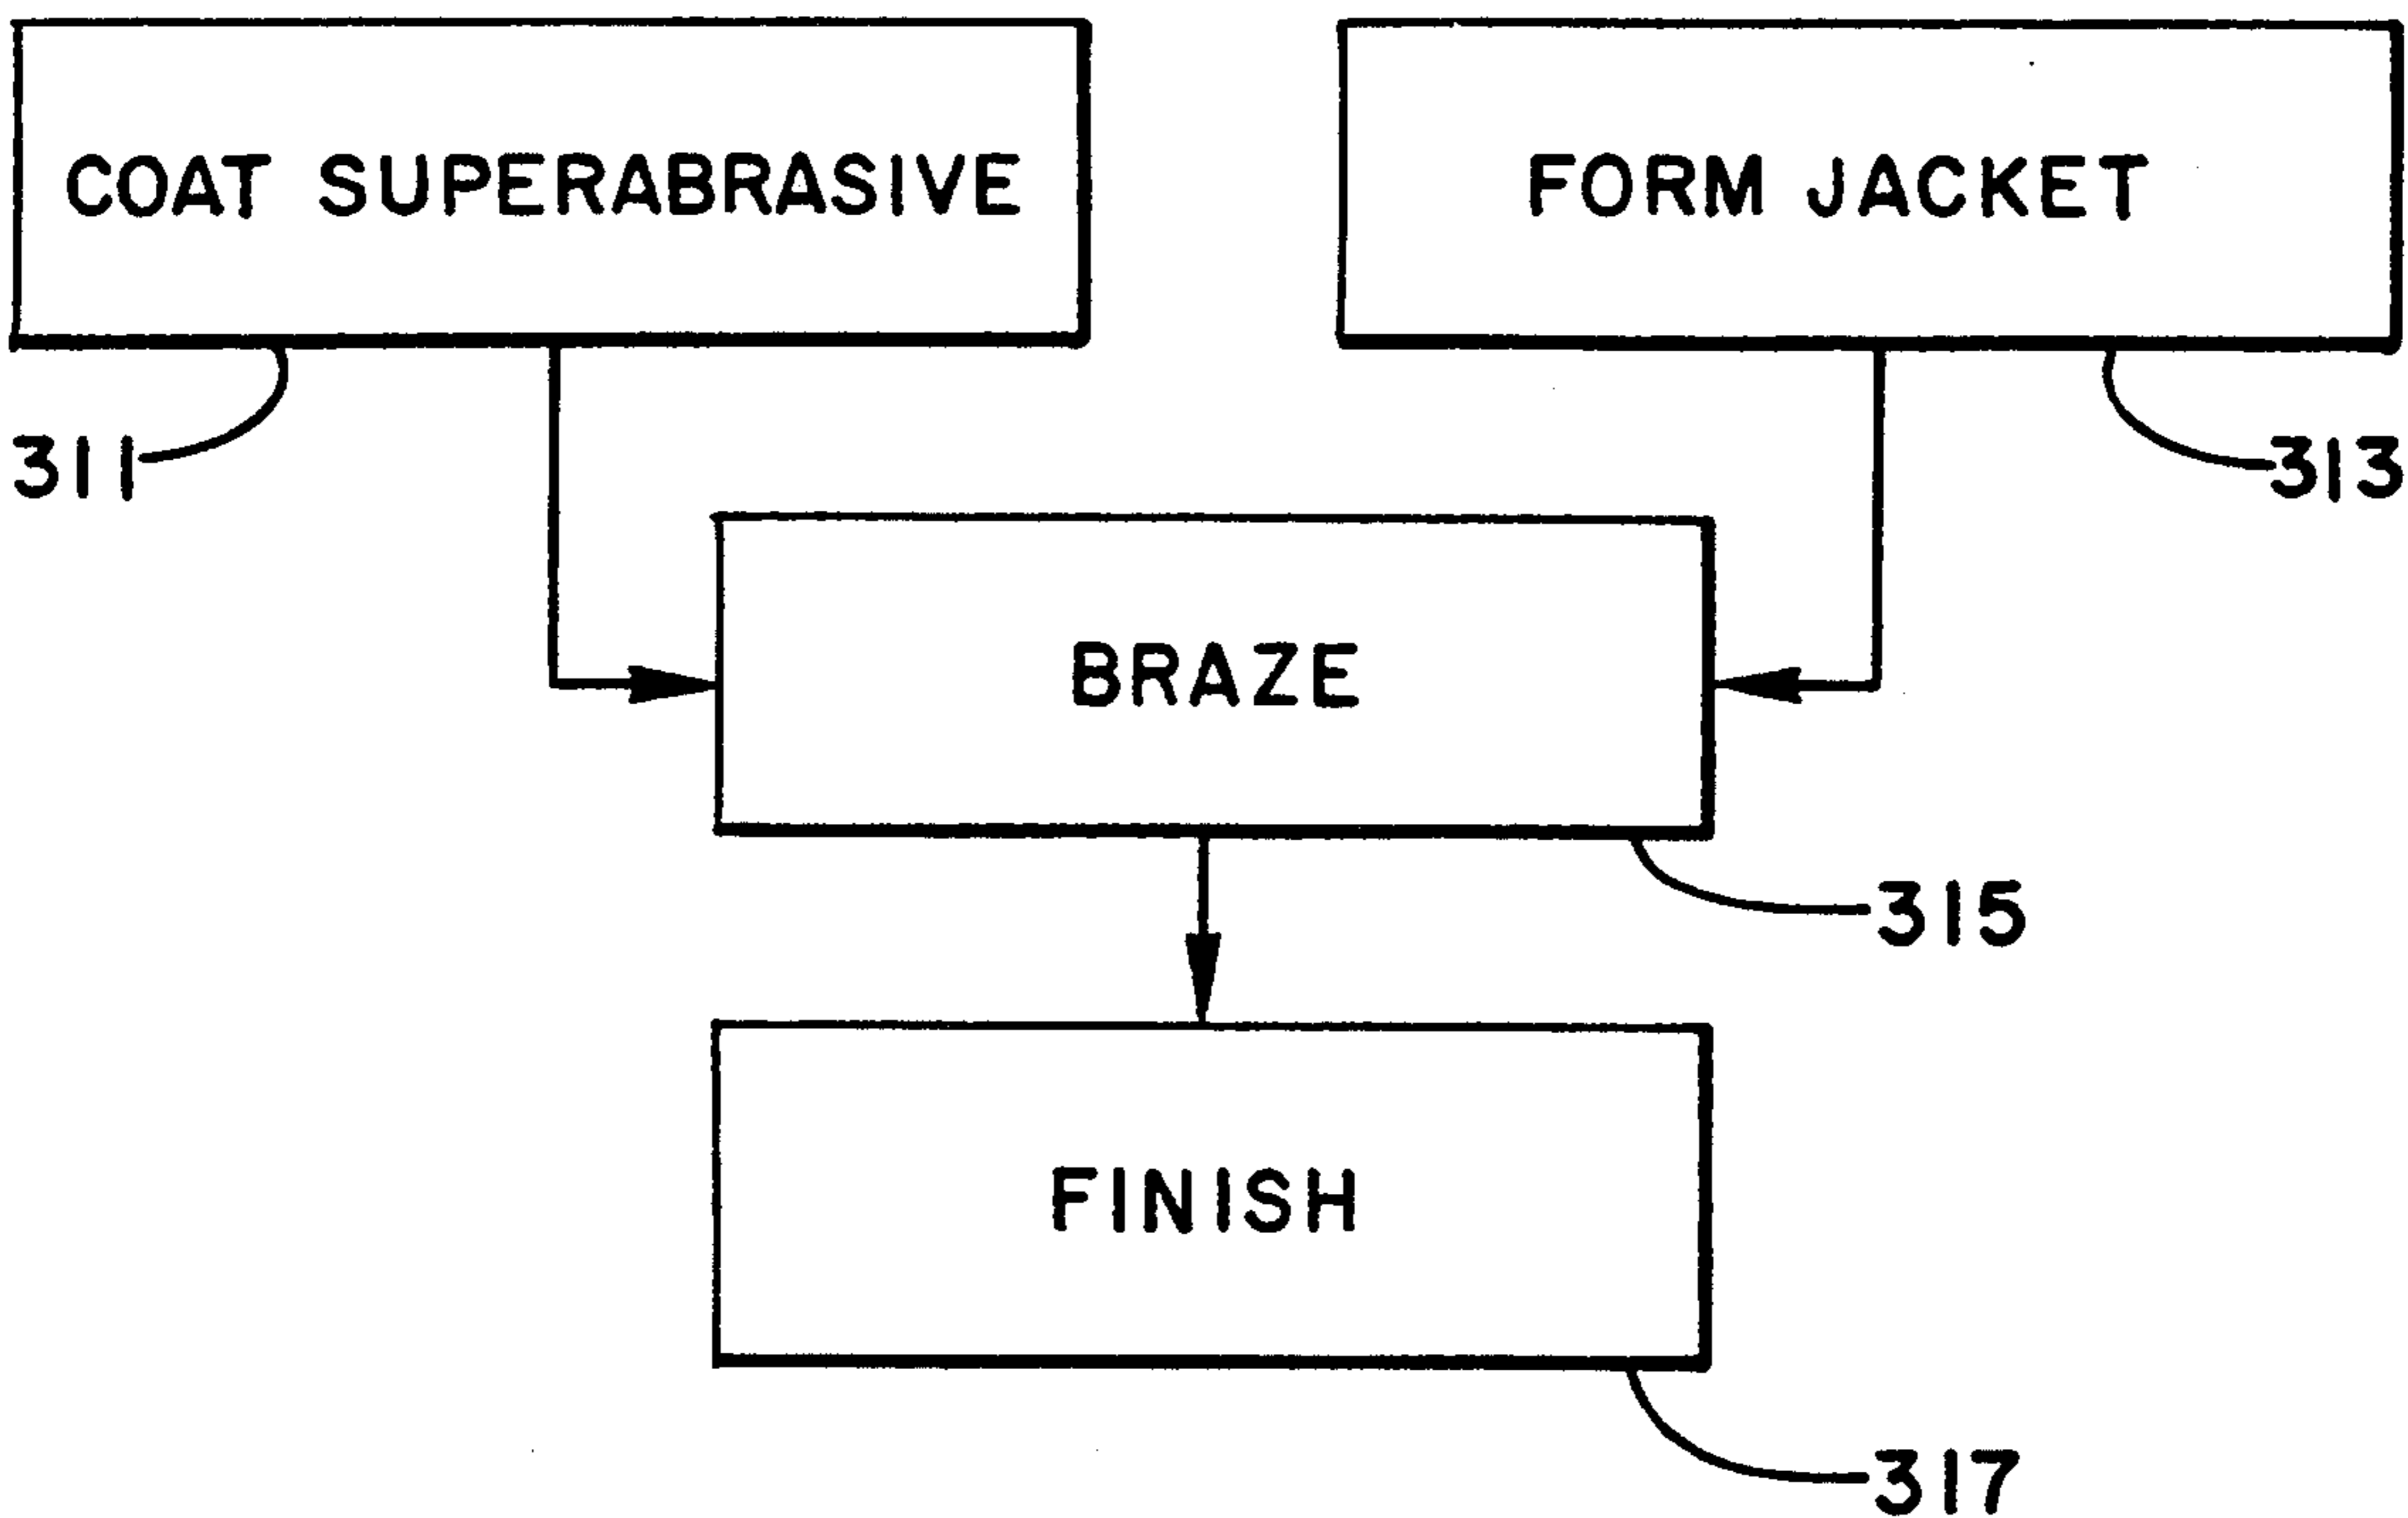 COAT SUPERABRASIVE
FORM JACKET
311
313
BRAZE
315
FINISH
317